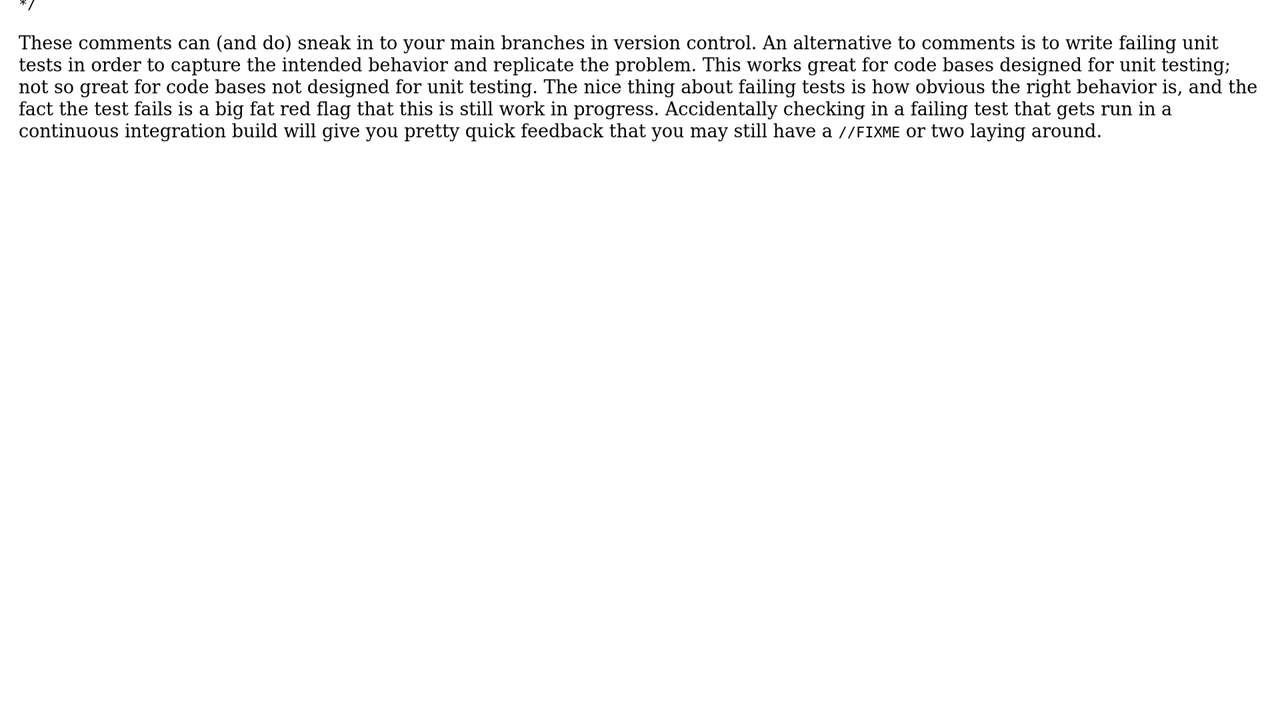 */
These comments can (and do) sneak in to your main branches in version control. An alternative to comments is to write failing unit
tests in order to capture the intended behavior and replicate the problem. This works great for code bases designed for unit testing;
not so great for code bases not designed for unit testing. The nice thing about failing tests is how obvious the right behavior is, and the
fact the test fails is a big fat red flag that this is still work in progress. Accidentally checking in a failing test that gets run in a
continuous integration build will give you pretty quick feedback that you may still have a //FIXME or two laying around.